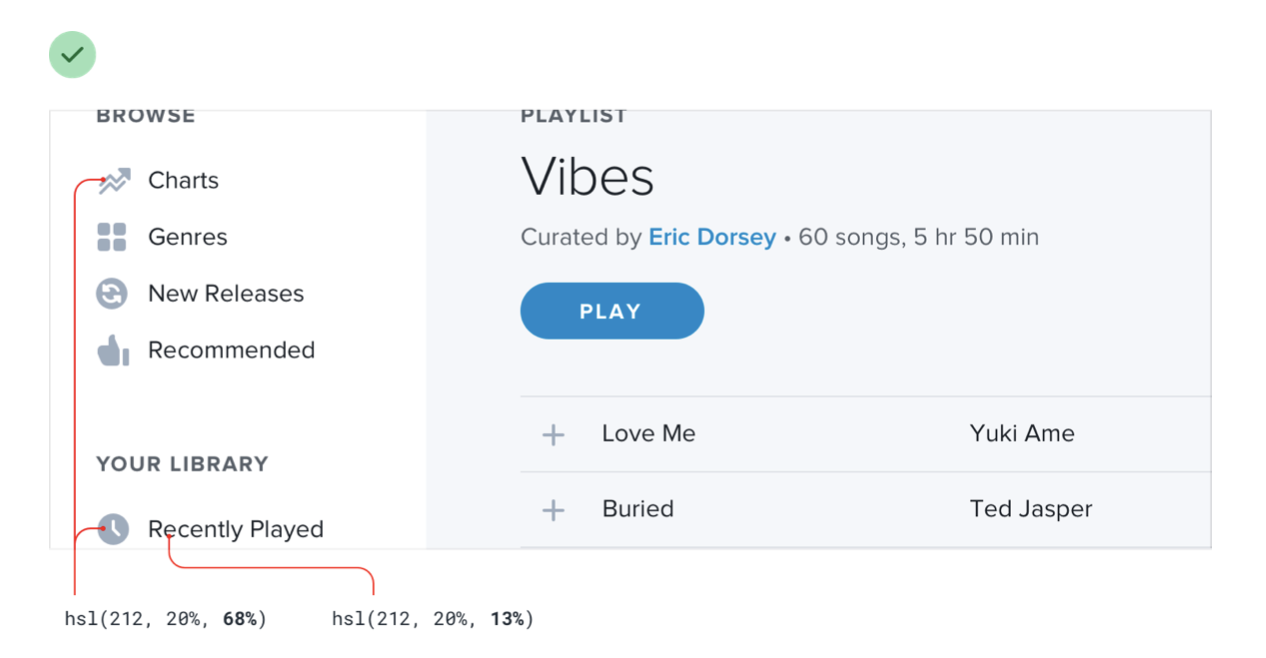 BROWSE
Charts
Genres
New Releases
Recommended
YOUR LIBRARY
Recently Played
PLAYLIST
Vibes
Curated by Eric Dorsey • 60 songs, 5 hr 50 min
PLAY
Love Me Yuki Ame
Buried Ted Jasper
hsl(212, 20%, 68%) hsl(212, 20%, 13%)